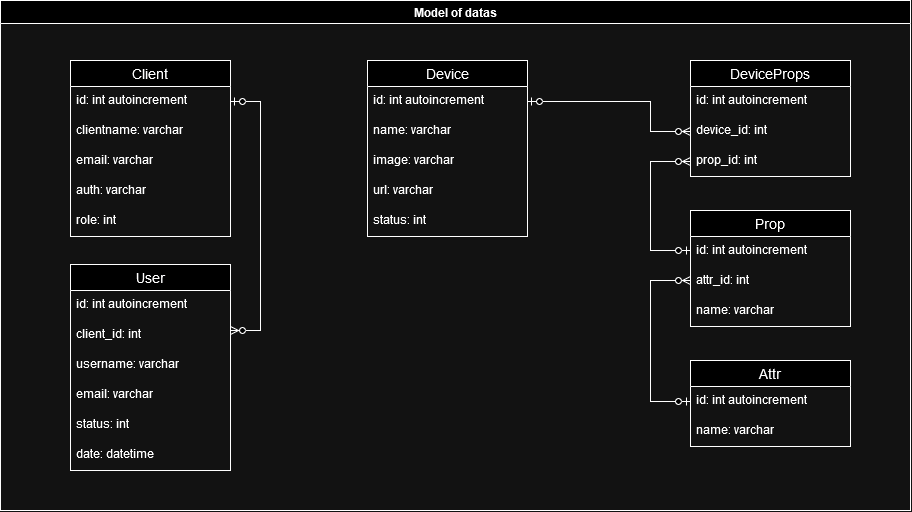 Model of datas
Client
id: int autoincrement
clientname: varchar
email: varchar
auth: varchar
role: int
User
id: int autoincrement
client_id: int
username: varchar
email: varchar
status: int
date: datetime
Device
id: int autoincrement
name: varchar
image: varchar
url: varchar
status: int
DeviceProps
id: int autoincrement
device_id: int
prop_id: int
Prop
id: int autoincrement
attr_id: int
name: varchar
Attr
id: int autoincrement
name: varchar